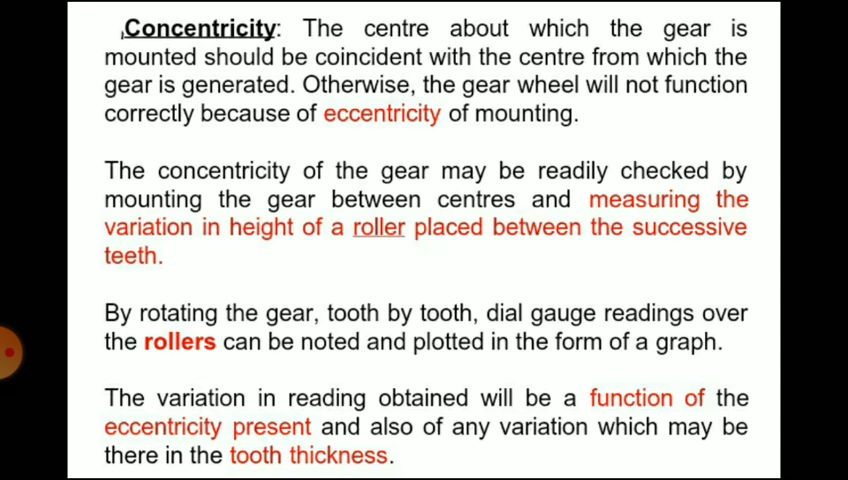 Concentricity: The centre about which the gear is
mounted should be coincident with the centre from which the
gear is generated. Otherwise, the gear wheel will not function
correctly because of eccentricity of mounting.
The concentricity of the gear may be readily checked by
mounting the gear between centres and measuring the
variation in height of a roller placed between the successive
teeth.
By rotating the gear, tooth by tooth, dial gauge readings over
the rollers can be noted and plotted in the form of a graph.
The variation in reading obtained will be a function of the
eccentricity present and also of any variation which may be
there in the tooth thickness.